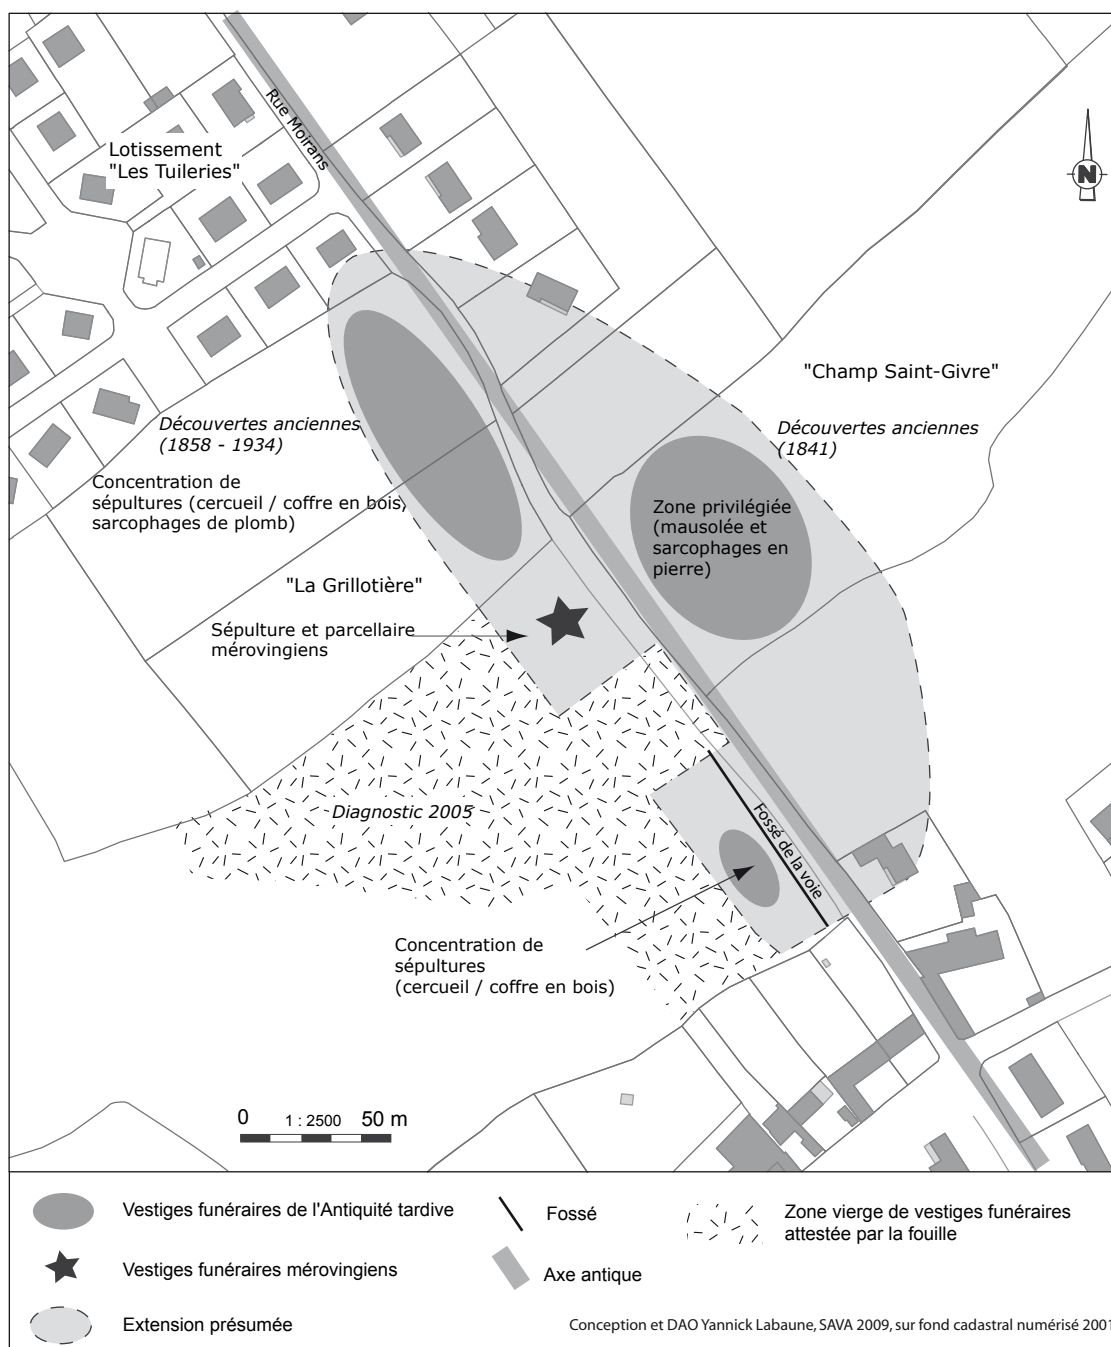 Rue Moirans
Lotissement
"Les Tuileries"
N
"Champ Saint-Givre"
Découvertes anciennes
(1858 - 1934)
Découvertes anciennes
(1841)
Concentration de
sépultures (cercueil / coffre en bois,
sarcophages de plomb)
Zone privilégiée
(mausolée et
sarcophages en
pierre)
"La Grillotière"
Sépulture et parcellaire
mérovingiens
Diagnostic 2005
Fossé de la voie
Concentration de
sépultures
(cercueil / coffre en bois)
0 1 : 2500 50 m
Vestiges funéraires de l'Antiquité tardive
Vestiges funéraires mérovingiens
Extension présumée
Fossé
Axe antique
Zone vierge de vestiges funéraires
attestée par la fouille
Conception et DAO Yannick Labaune, SAVA 2009, sur fond cadastral numérisé 2001